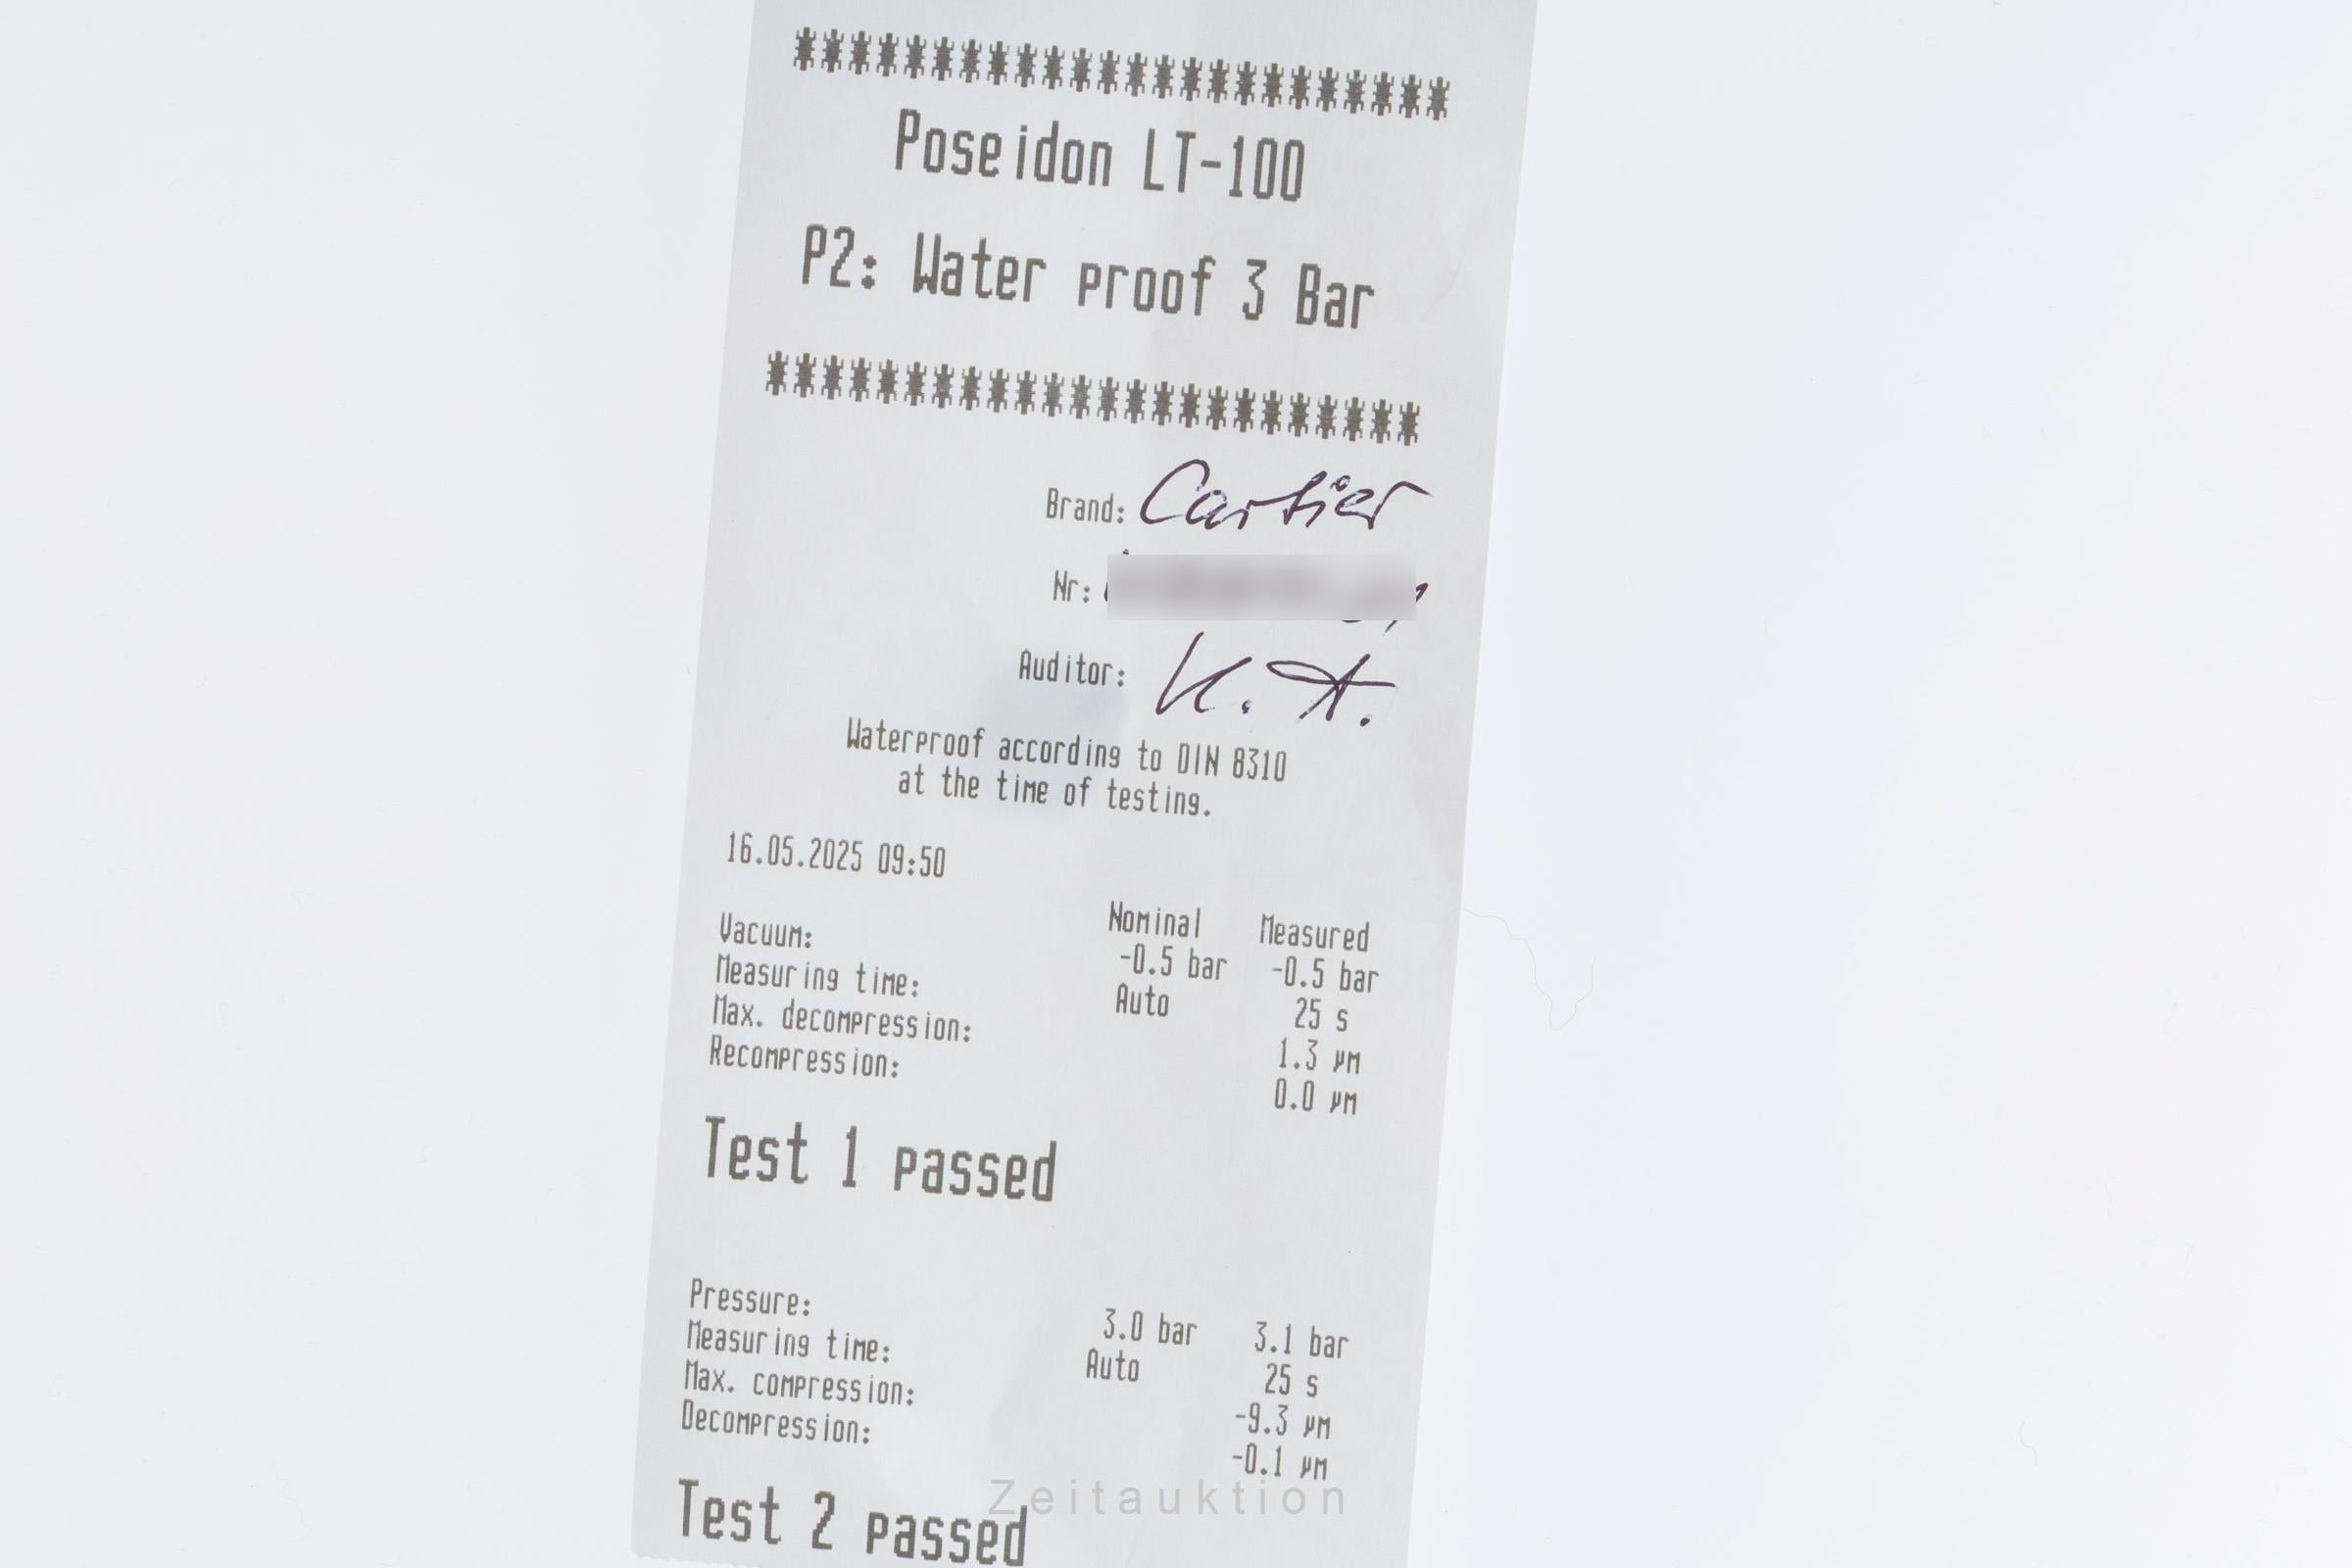 ************************
Poseidon LT-100
P2: Water proof 3 Bar
************************
Brand: Cartier
Nr:
Auditor: K. A.
Waterproof according to DIN 8310
at the time of testing.
16.05.2025 09:50
Nominal Measured
Vacuum: -0.5 bar -0.5 bar
Measuring time: Auto 25 s
Max. decompression: 1.3 µm
Recompression: 0.0 µm
Test 1 passed
Pressure: 3.0 bar 3.1 bar
Measuring time: Auto 25 s
Max. compression: -9.3 µm
Decompression: -0.1 µm
Test 2 passed
Zeitauktion